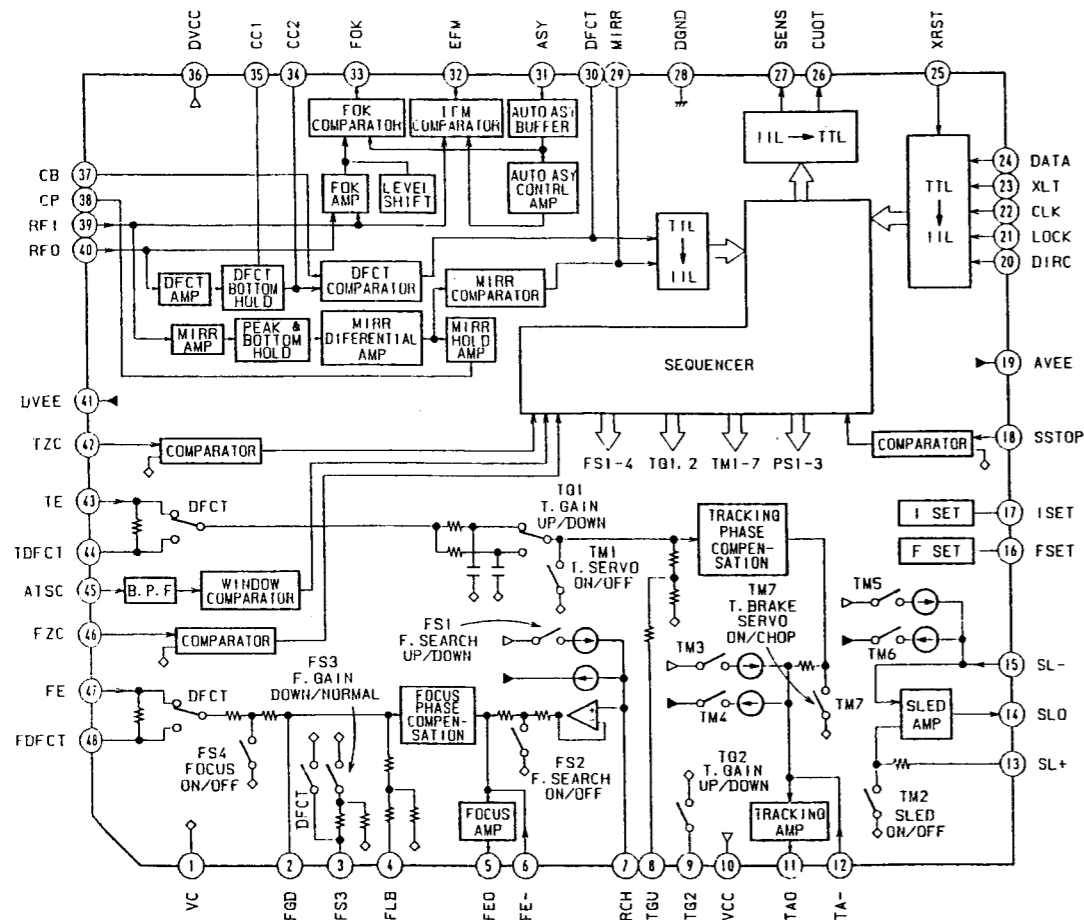 DVCC
CC1
CC2
FOK
EFM
ASY
DFCT
MIRR
DGND
SENS
CUOT
XRST
36
35
34
33
32
31
30
29
28
27
26
25
FOK
COMPARATOR
EFM
COMPARATOR
AUTO ASY
BUFFER
IIL → TTL
CB 37
CP 38
RFI 39
RFO 40
FOK
AMP
LEVEL
SHIFT
AUTO ASY
CONTRL
AMP
TTL
↓
IIL
TTL
↓
IIL
24 DATA
23 XLT
22 CLK
21 LOCK
20 DIRC
DFCT
AMP
DFCT
BOTTOM
HOLD
DFCT
COMPARATOR
MIRR
COMPARATOR
MIRR
AMP
PEAK &
BOTTOM
HOLD
MIRR
DIFERENTIAL
AMP
MIRR
HOLD
AMP
SEQUENCER
19 AVEE
DVEE 41
TZC 42
COMPARATOR
FS1-4
TG1.2
TM1-7
PS1-3
COMPARATOR
18 SSTOP
TE 43
DFCT
TG1
T. GAIN
UP/DOWN
TRACKING
PHASE
COMPEN-
SATION
I SET
17 ISET
TDFCT 44
TM1
T. SERVO
ON/OFF
F SET
16 FSET
ATSC 45
B.P.F
WINDOW
COMPARATOR
TM7
T. BRAKE
SERVO
ON/CHOP
TM5
FZC 46
COMPARATOR
FS1
F. SEARCH
UP/DOWN
TM3
TM6
FE 47
DFCT
FS3
F. GAIN
DOWN/NORMAL
FOCUS
PHASE
COMPEN-
SATION
TM4
TM7
15 SL-
SLED
AMP
14 SLO
FDFCT 48
FS4
FOCUS
ON/OFF
+
-
FS2
F. SEARCH
ON/OFF
TG2
T. GAIN
UP/DOWN
13 SL+
DFCT
FOCUS
AMP
TRACKING
AMP
TM2
SLED
ON/OFF
1
2
3
4
5
6
7
8
9
10
11
12
VC
FGD
FS3
FLB
FEO
FE-
RCH
TGU
TG2
VCC
TAO
TA-